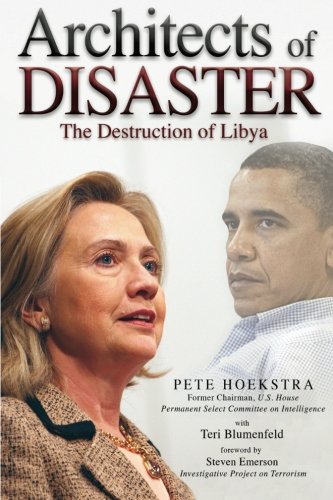 Architects of
DISASTER
The Destruction of Libya
PETE HOEKSTRA
Former Chairman, U.S. House
Permanent Select Committee on Intelligence
with
Teri Blumenfeld
foreword by
Steven Emerson
Investigative Project on Terrorism